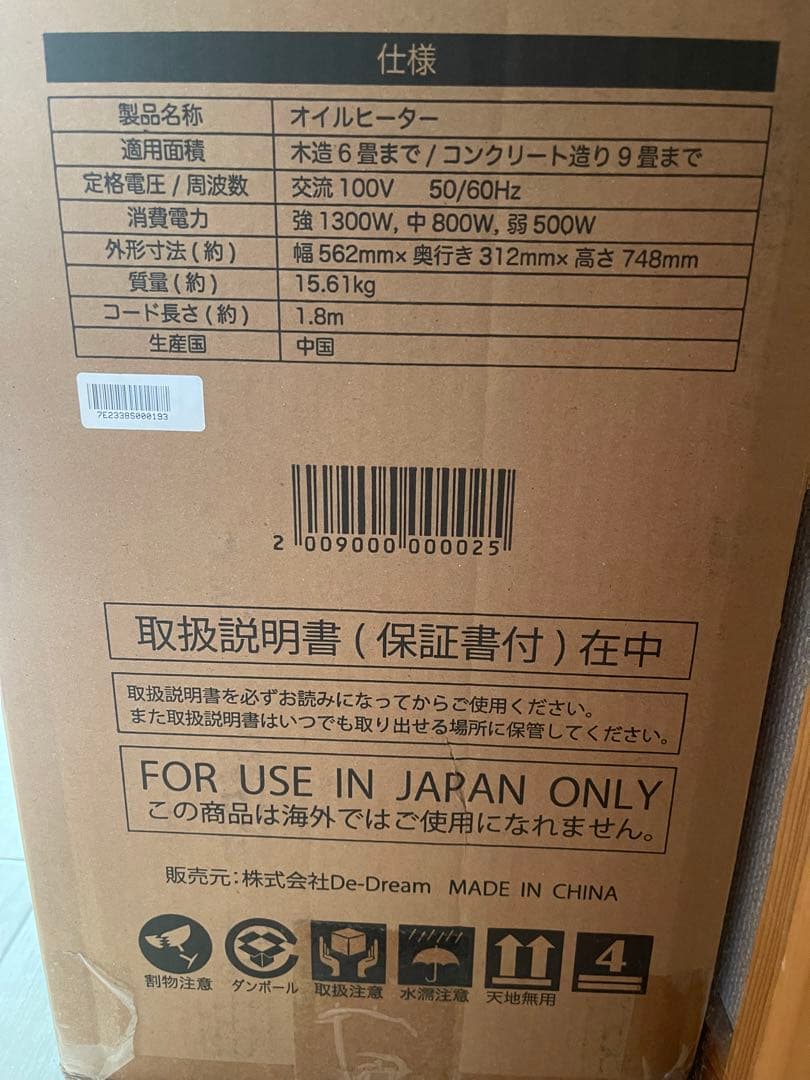 仕様
製品名称 オイルヒーター
適用面積 木造6畳まで/コンクリート造り9畳まで
定格電圧/周波数 交流100V 50/60Hz
消費電力 強1300W, 中800W, 弱500W
外形寸法(約) 幅562mm×奥行き312mm×高さ748mm
質量(約) 15.61kg
コード長さ(約) 1.8m
生産国 中国
7E2338S000193
2 009000 000025
取扱説明書(保証書付)在中
取扱説明書を必ずお読みになってからご使用ください。
また取扱説明書はいつでも取り出せる場所に保管してください。
FOR USE IN JAPAN ONLY
この商品は海外ではご使用になれません。
販売元:株式会社De-Dream MADE IN CHINA
4
割物注意 ダンボール 取扱注意 水濡注意 天地無用